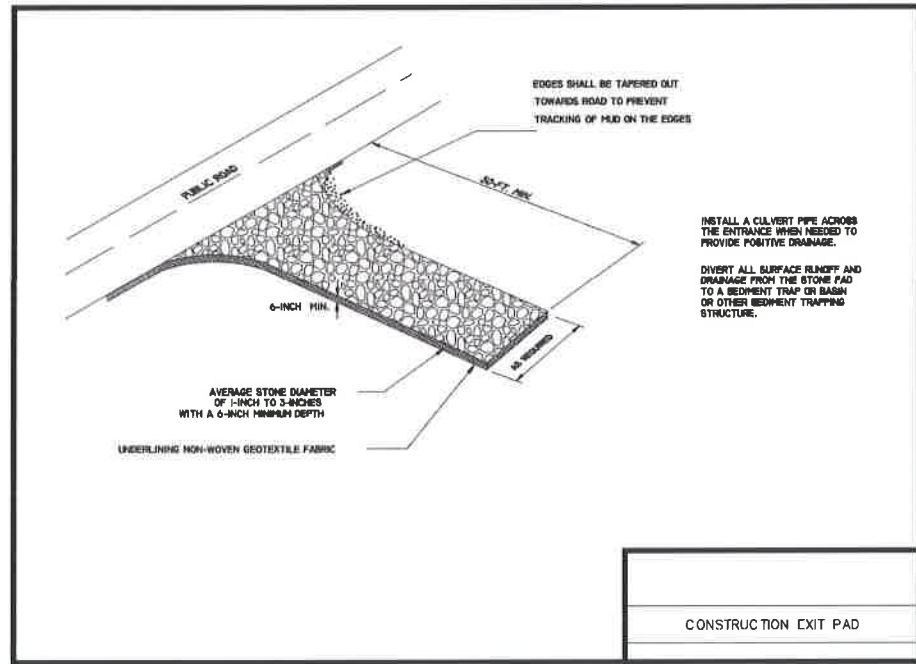 EDGES SHALL BE TAPERED OUT
TOWARDS ROAD TO PREVENT
TRACKING OF MUD ON THE EDGES
PUBLIC ROAD
50-FT. MIN.
INSTALL A CULVERT PIPE ACROSS
THE ENTRANCE WHEN NEEDED TO
PROVIDE POSITIVE DRAINAGE.
DIVERT ALL SURFACE RUNOFF AND
DRAINAGE FROM THE STONE PAD
TO A SEDIMENT TRAP OR BASIN
OR OTHER SEDIMENT TRAPPING
STRUCTURE.
6-INCH MIN.
AS REQUIRED
AVERAGE STONE DIAMETER
OF 1-INCH TO 3-INCHES
WITH A 6-INCH MINIMUM DEPTH
UNDERLINING NON-WOVEN GEOTEXTILE FABRIC
CONSTRUCTION EXIT PAD